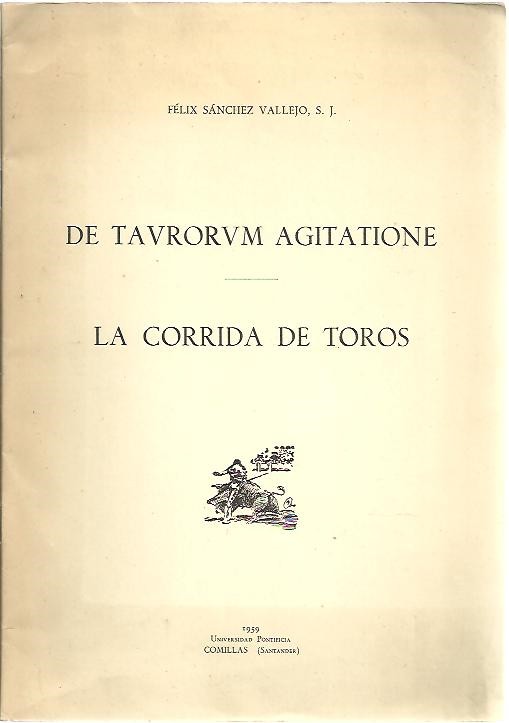 FÉLIX SÁNCHEZ VALLEJO, S. J.
DE TAVRORVM AGITATIONE
LA CORRIDA DE TOROS
1959
UNIVERSIDAD PONTIFICIA
COMILLAS (SANTANDER)